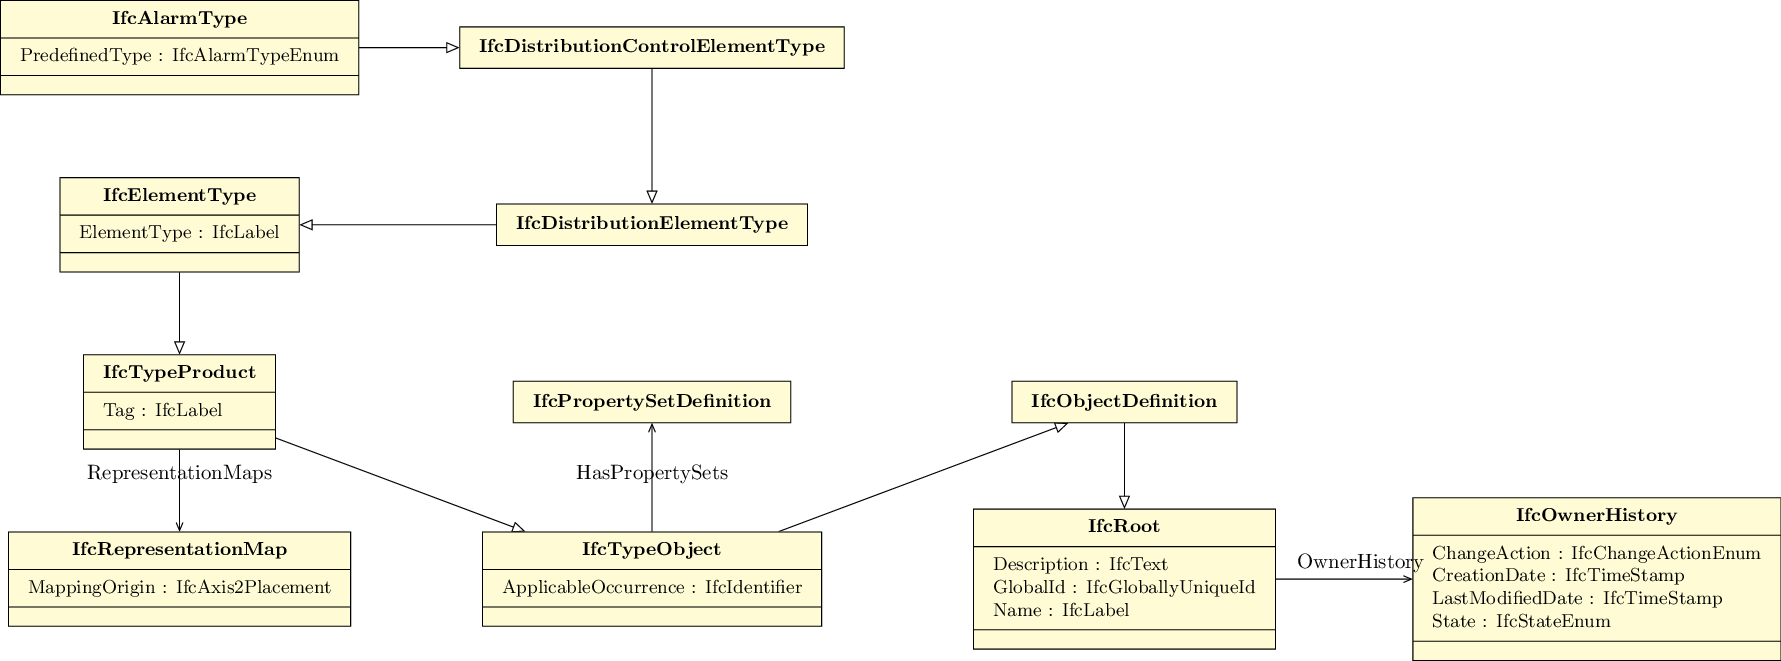 IfcAlarmType
PredefinedType : IfcAlarmTypeEnum
IfcDistributionControlElementType
IfcElementType
ElementType : IfcLabel
IfcDistributionElementType
IfcTypeProduct
Tag : IfcLabel
IfcPropertySetDefinition
IfcObjectDefinition
RepresentationMaps
HasPropertySets
IfcRepresentationMap
MappingOrigin : IfcAxis2Placement
IfcTypeObject
ApplicableOccurrence : IfcIdentifier
IfcRoot
Description : IfcText
GlobalId : IfcGloballyUniqueId
Name : IfcLabel
OwnerHistory
IfcOwnerHistory
ChangeAction : IfcChangeActionEnum
CreationDate : IfcTimeStamp
LastModifiedDate : IfcTimeStamp
State : IfcStateEnum